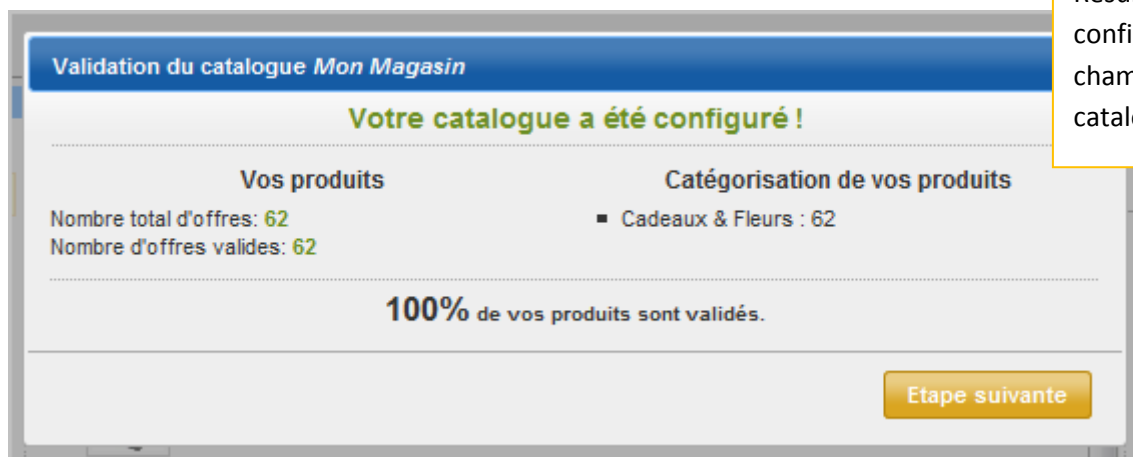 Validation du catalogue Mon Magasin
Votre catalogue a été configuré !
Vos produits
Nombre total d'offres: 62
Nombre d'offres valides: 62
Catégorisation de vos produits
▪ Cadeaux & Fleurs : 62
100% de vos produits sont validés.
Etape suivante